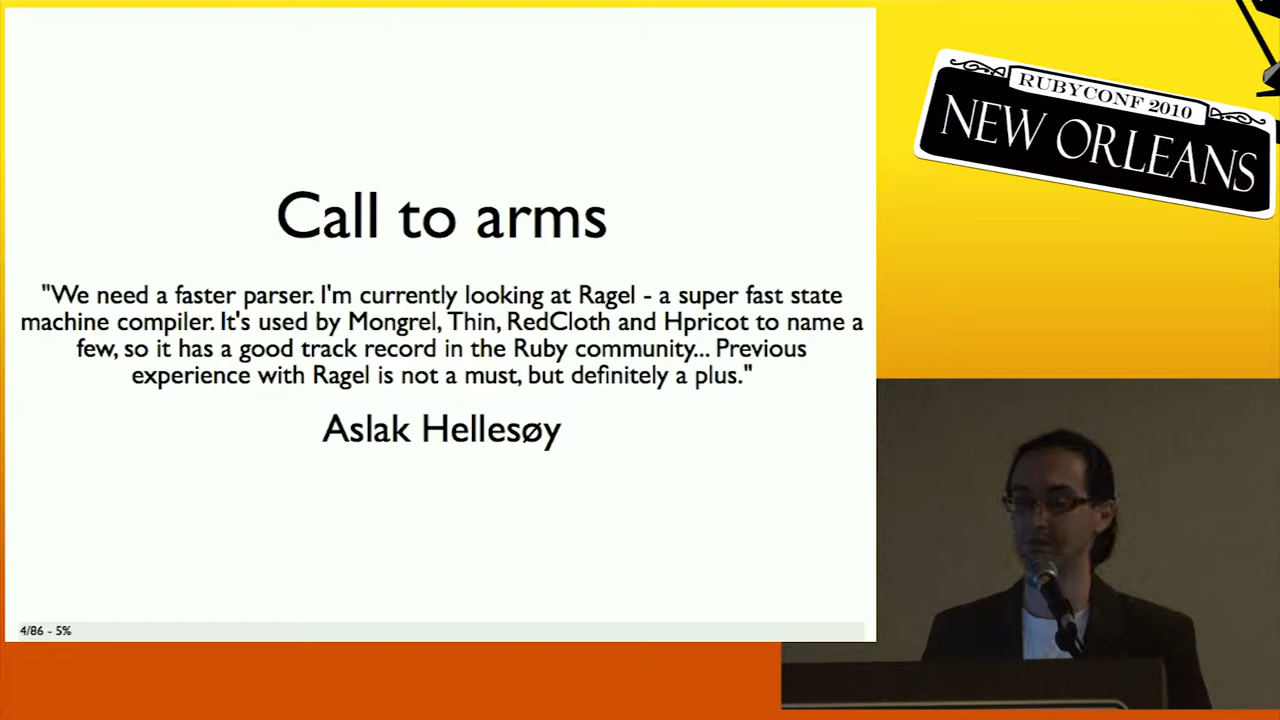 RUBYCONF 2010
NEW ORLEANS
Call to arms
"We need a faster parser. I'm currently looking at Ragel - a super fast state
machine compiler. It's used by Mongrel, Thin, RedCloth and Hpricot to name a
few, so it has a good track record in the Ruby community... Previous
experience with Ragel is not a must, but definitely a plus."
Aslak Hellesøy
4/86 - 5%